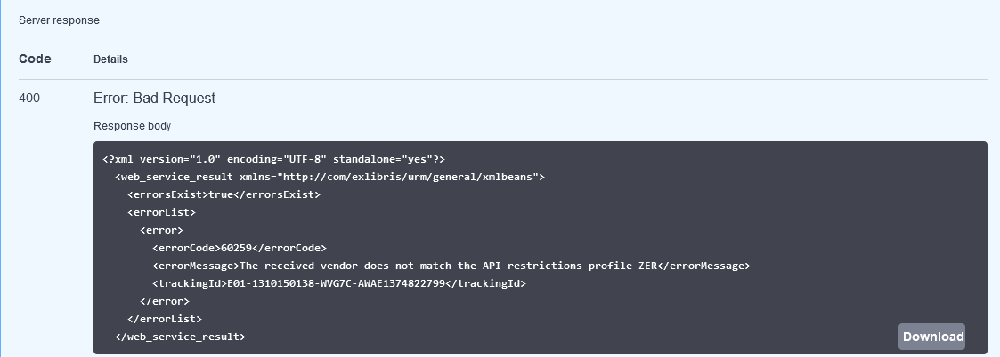 Server response
Code Details
400 Error: Bad Request
Response body
<?xml version="1.0" encoding="UTF-8" standalone="yes"?>
<web_service_result xmlns="http://com/exlibris/urm/general/xmlbeans">
<errorsExist>true</errorsExist>
<errorList>
<error>
<errorCode>60259</errorCode>
<errorMessage>The received vendor does not match the API restrictions profile ZER</errorMessage>
<trackingId>E01-1310150138-WVG7C-AWAE1374822799</trackingId>
</error>
</errorList>
</web_service_result>
Download